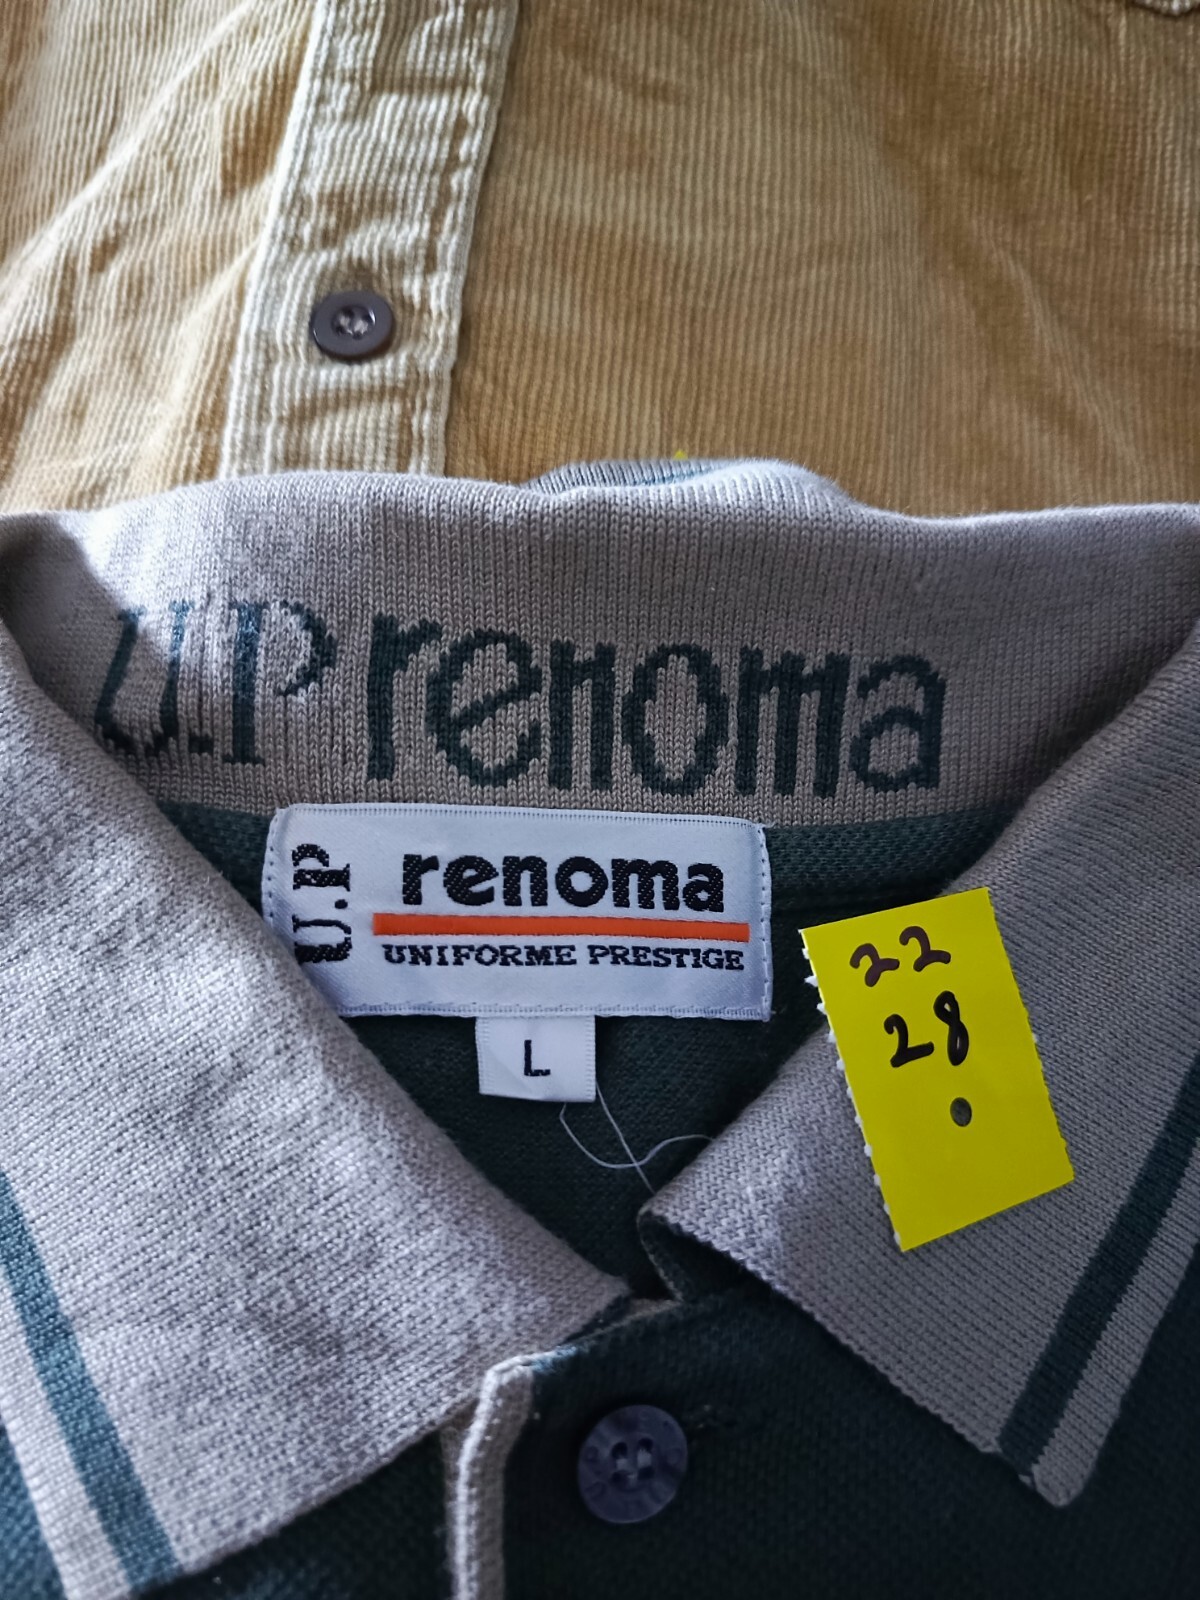 U.P renoma
U.P
renoma
UNIFORME PRESTIGE
L
22
28